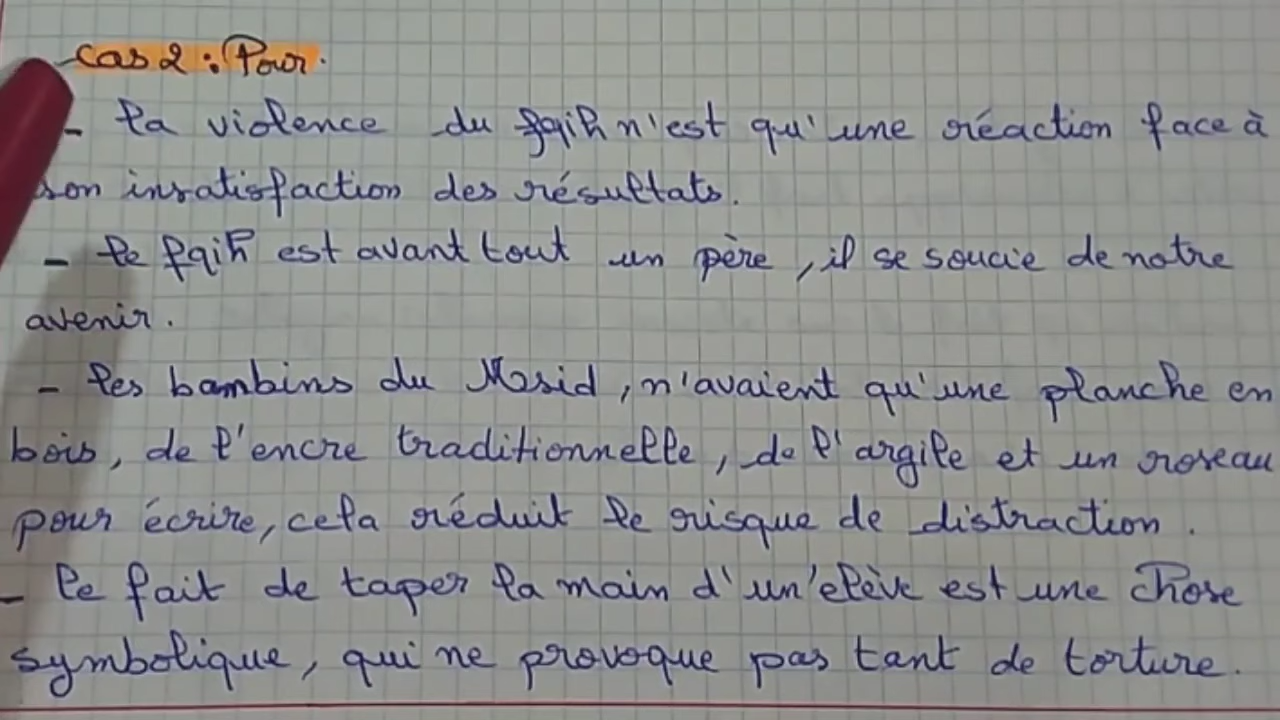 Cas 2 : Pour.
- la violence du fqih n'est qu'une réaction face à
son insatisfaction des résultats.
- le fqih est avant tout un père, il se soucie de notre
avenir.
- les bambins du Msid, n'avaient qu'une planche en
bois, de l'encre traditionnelle, de l'argile et un roseau
pour écrire, cela réduit le risque de distraction.
- le fait de taper la main d'un'elève est une chose
symbolique, qui ne provoque pas tant de torture.